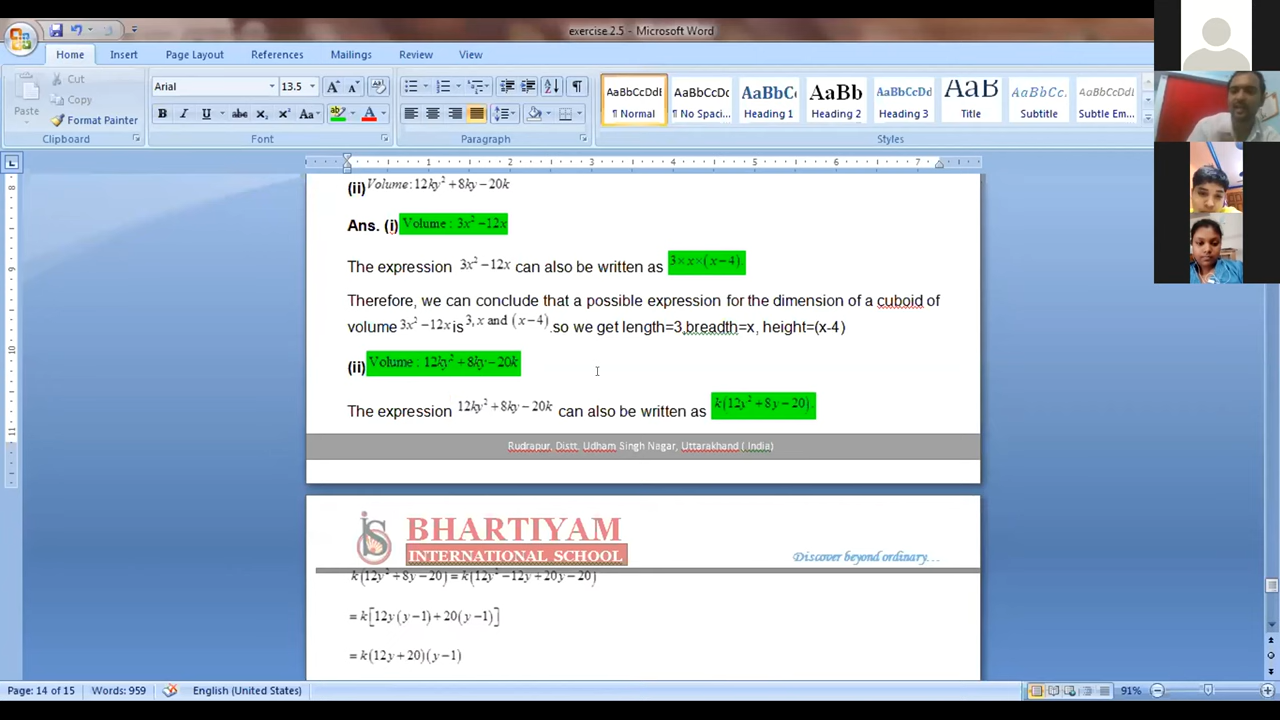 exercise 2.5 - Microsoft Word
Home Insert Page Layout References Mailings Review View
Cut
Copy
Paste
Format Painter
Clipboard
Arial 13.5
Font
Paragraph
AaBbCcDdE AaBbCcDc AaBbCc AaBb AaBbCc AaB AaBbCc. AaBbCcDd
¶ Normal ¶ No Spaci... Heading 1 Heading 2 Heading 3 Title Subtitle Subtle Em...
Styles
(ii) Volume : 12ky² + 8ky − 20k
Ans. (i) Volume : 3x² −12x
The expression 3x² −12x can also be written as 3×x×(x−4).
Therefore, we can conclude that a possible expression for the dimension of a cuboid of
volume 3x² −12x is 3, x and (x−4) .so we get length=3,breadth=x, height=(x-4)
(ii) Volume : 12ky² + 8ky − 20k
The expression 12ky² + 8ky − 20k can also be written as k(12y² + 8y − 20).
Rudrapur, Distt. Udham Singh Nagar, Uttarakhand ( India)
BHARTIYAM
INTERNATIONAL SCHOOL
Discover beyond ordinary...
k(12y² + 8y − 20) = k(12y² −12y + 20y − 20)
= k[12y(y−1) + 20(y−1)]
= k(12y + 20)(y−1)
Page: 14 of 15 Words: 959 English (United States) 91%